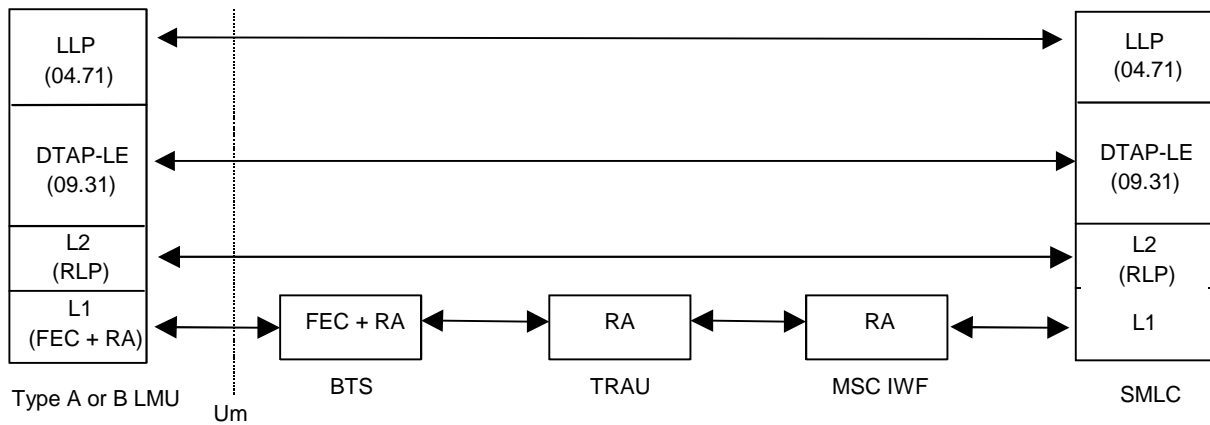 LLP
(04.71)
LLP
(04.71)
DTAP-LE
(09.31)
DTAP-LE
(09.31)
L2
(RLP)
L2
(RLP)
L1
(FEC + RA)
FEC + RA
RA
RA
L1
Type A or B LMU
Um
BTS
TRAU
MSC IWF
SMLC